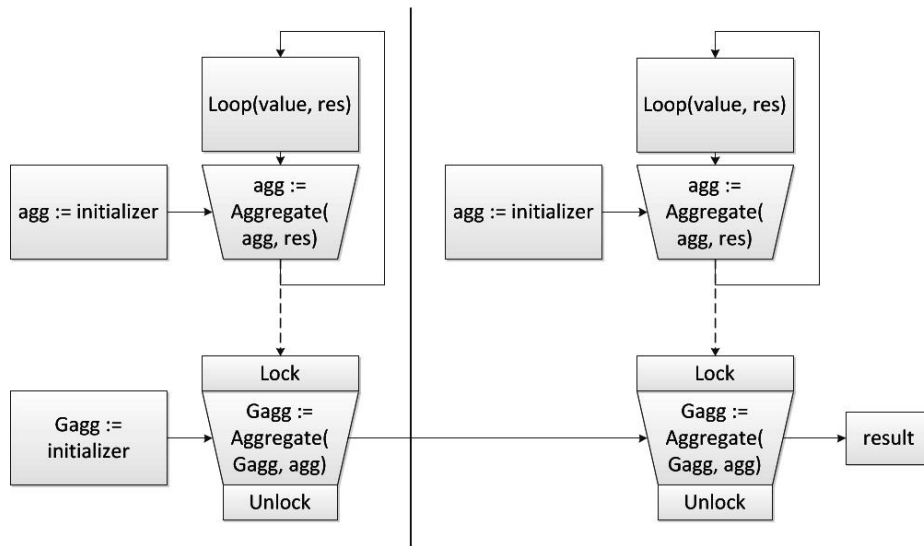 Loop(value, res)
agg := initializer
agg :=
Aggregate(
agg, res)
Lock
Gagg :=
initializer
Gagg :=
Aggregate(
Gagg, agg)
Unlock
Loop(value, res)
agg := initializer
agg :=
Aggregate(
agg, res)
Lock
Gagg :=
Aggregate(
Gagg, agg)
Unlock
result